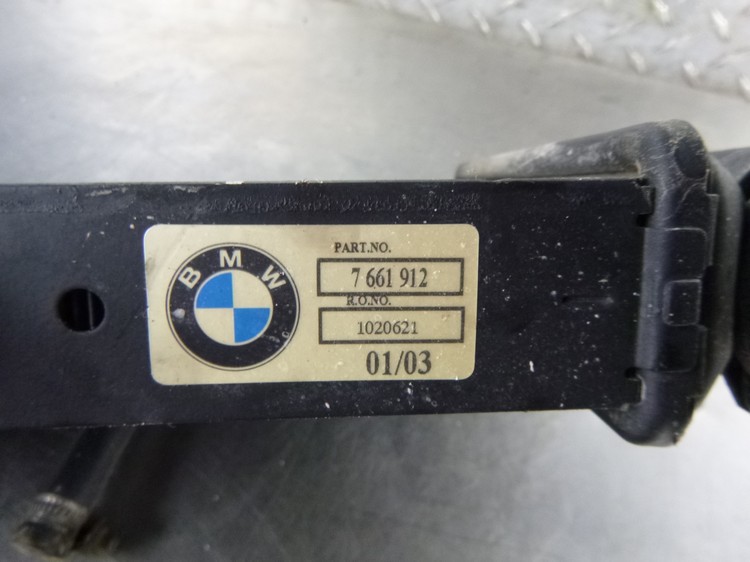 BMW
PART.NO.
7 661 912
R.O.NO.
1020621
01/03